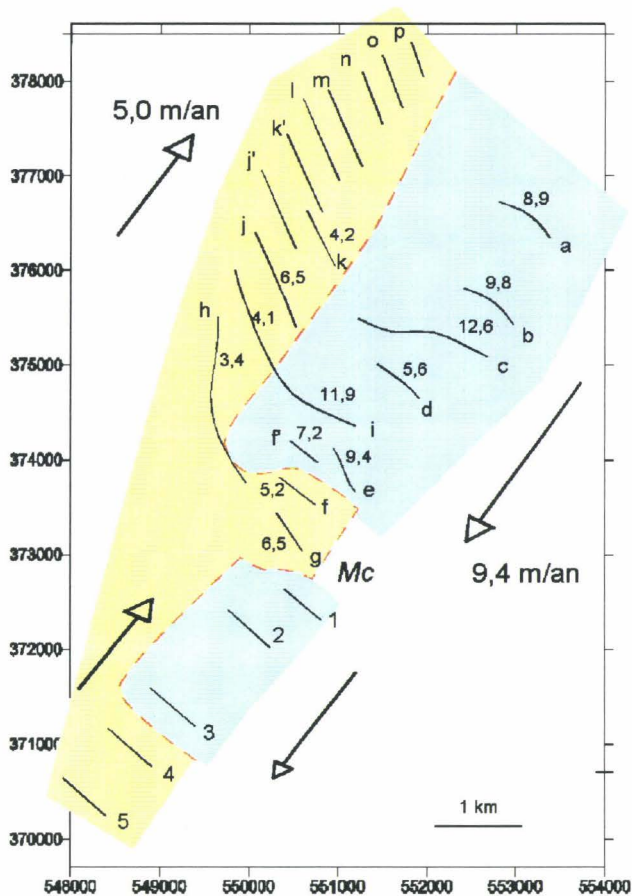 378000
377000
376000
375000
374000
373000
372000
371000
370000
548000 549000 550000 551000 552000 553000 554000
5,0 m/an
p
o
n
m
l
k'
j'
j
h
8,9
a
4,2
k
9,8
b
6,5
12,6
c
4,1
3,4
5,6
d
11,9
i
7,2
f'
9,4
e
5,2
f
6,5
g
Mc
9,4 m/an
1
2
3
4
5
1 km